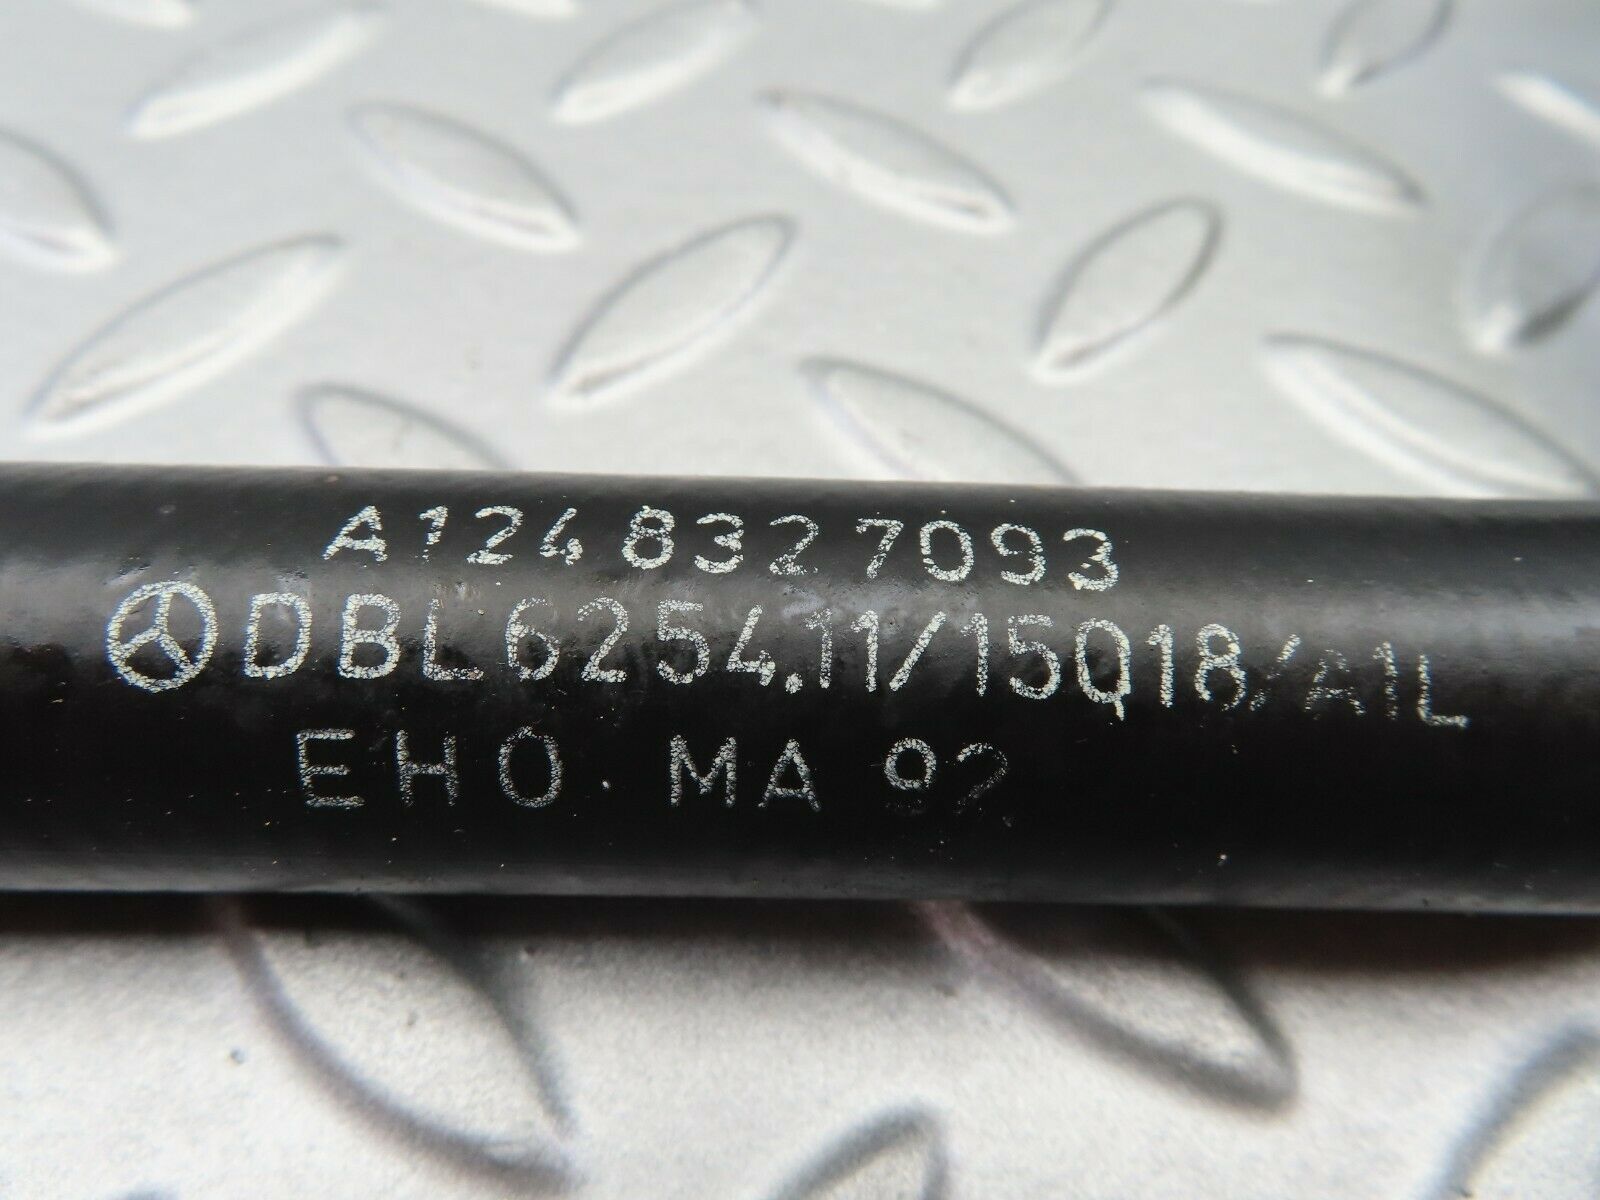 A124 832 7093
DBL6254.11/15Q18/A1L
EHO. MA 92